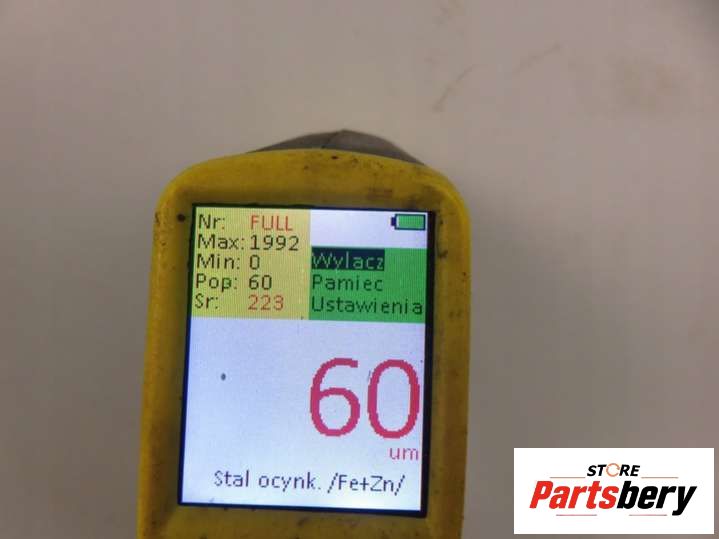 Nr: FULL
Max: 1992
Min: 0
Pop: 60
Sr: 223
Wylacz
Pamiec
Ustawienia
60
um
Stal ocynk. /Fe+Zn/
STORE
Partsbery